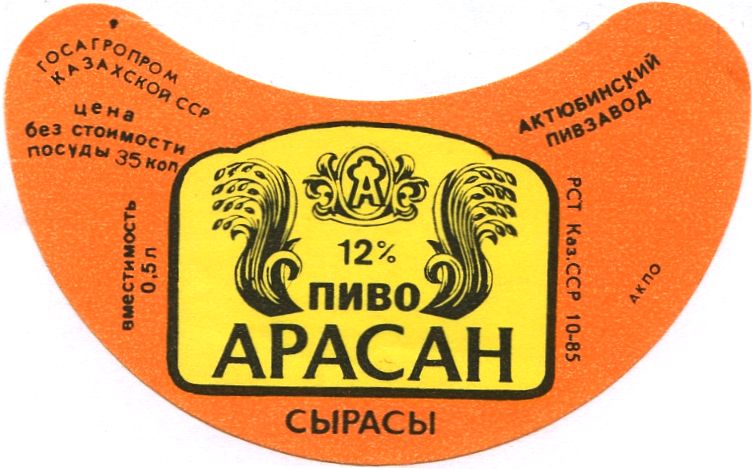 ГОСАГРОПРОМ
КАЗАХСКОЙ ССР
цена
без стоимости
посуды 35 коп
вместимость
0,5 л
АКТЮБИНСКИЙ
ПИВЗАВОД
РСТ Каз.ССР 10-85
АКПО
А
12%
ПИВО
АРАСАН
СЫРАСЫ